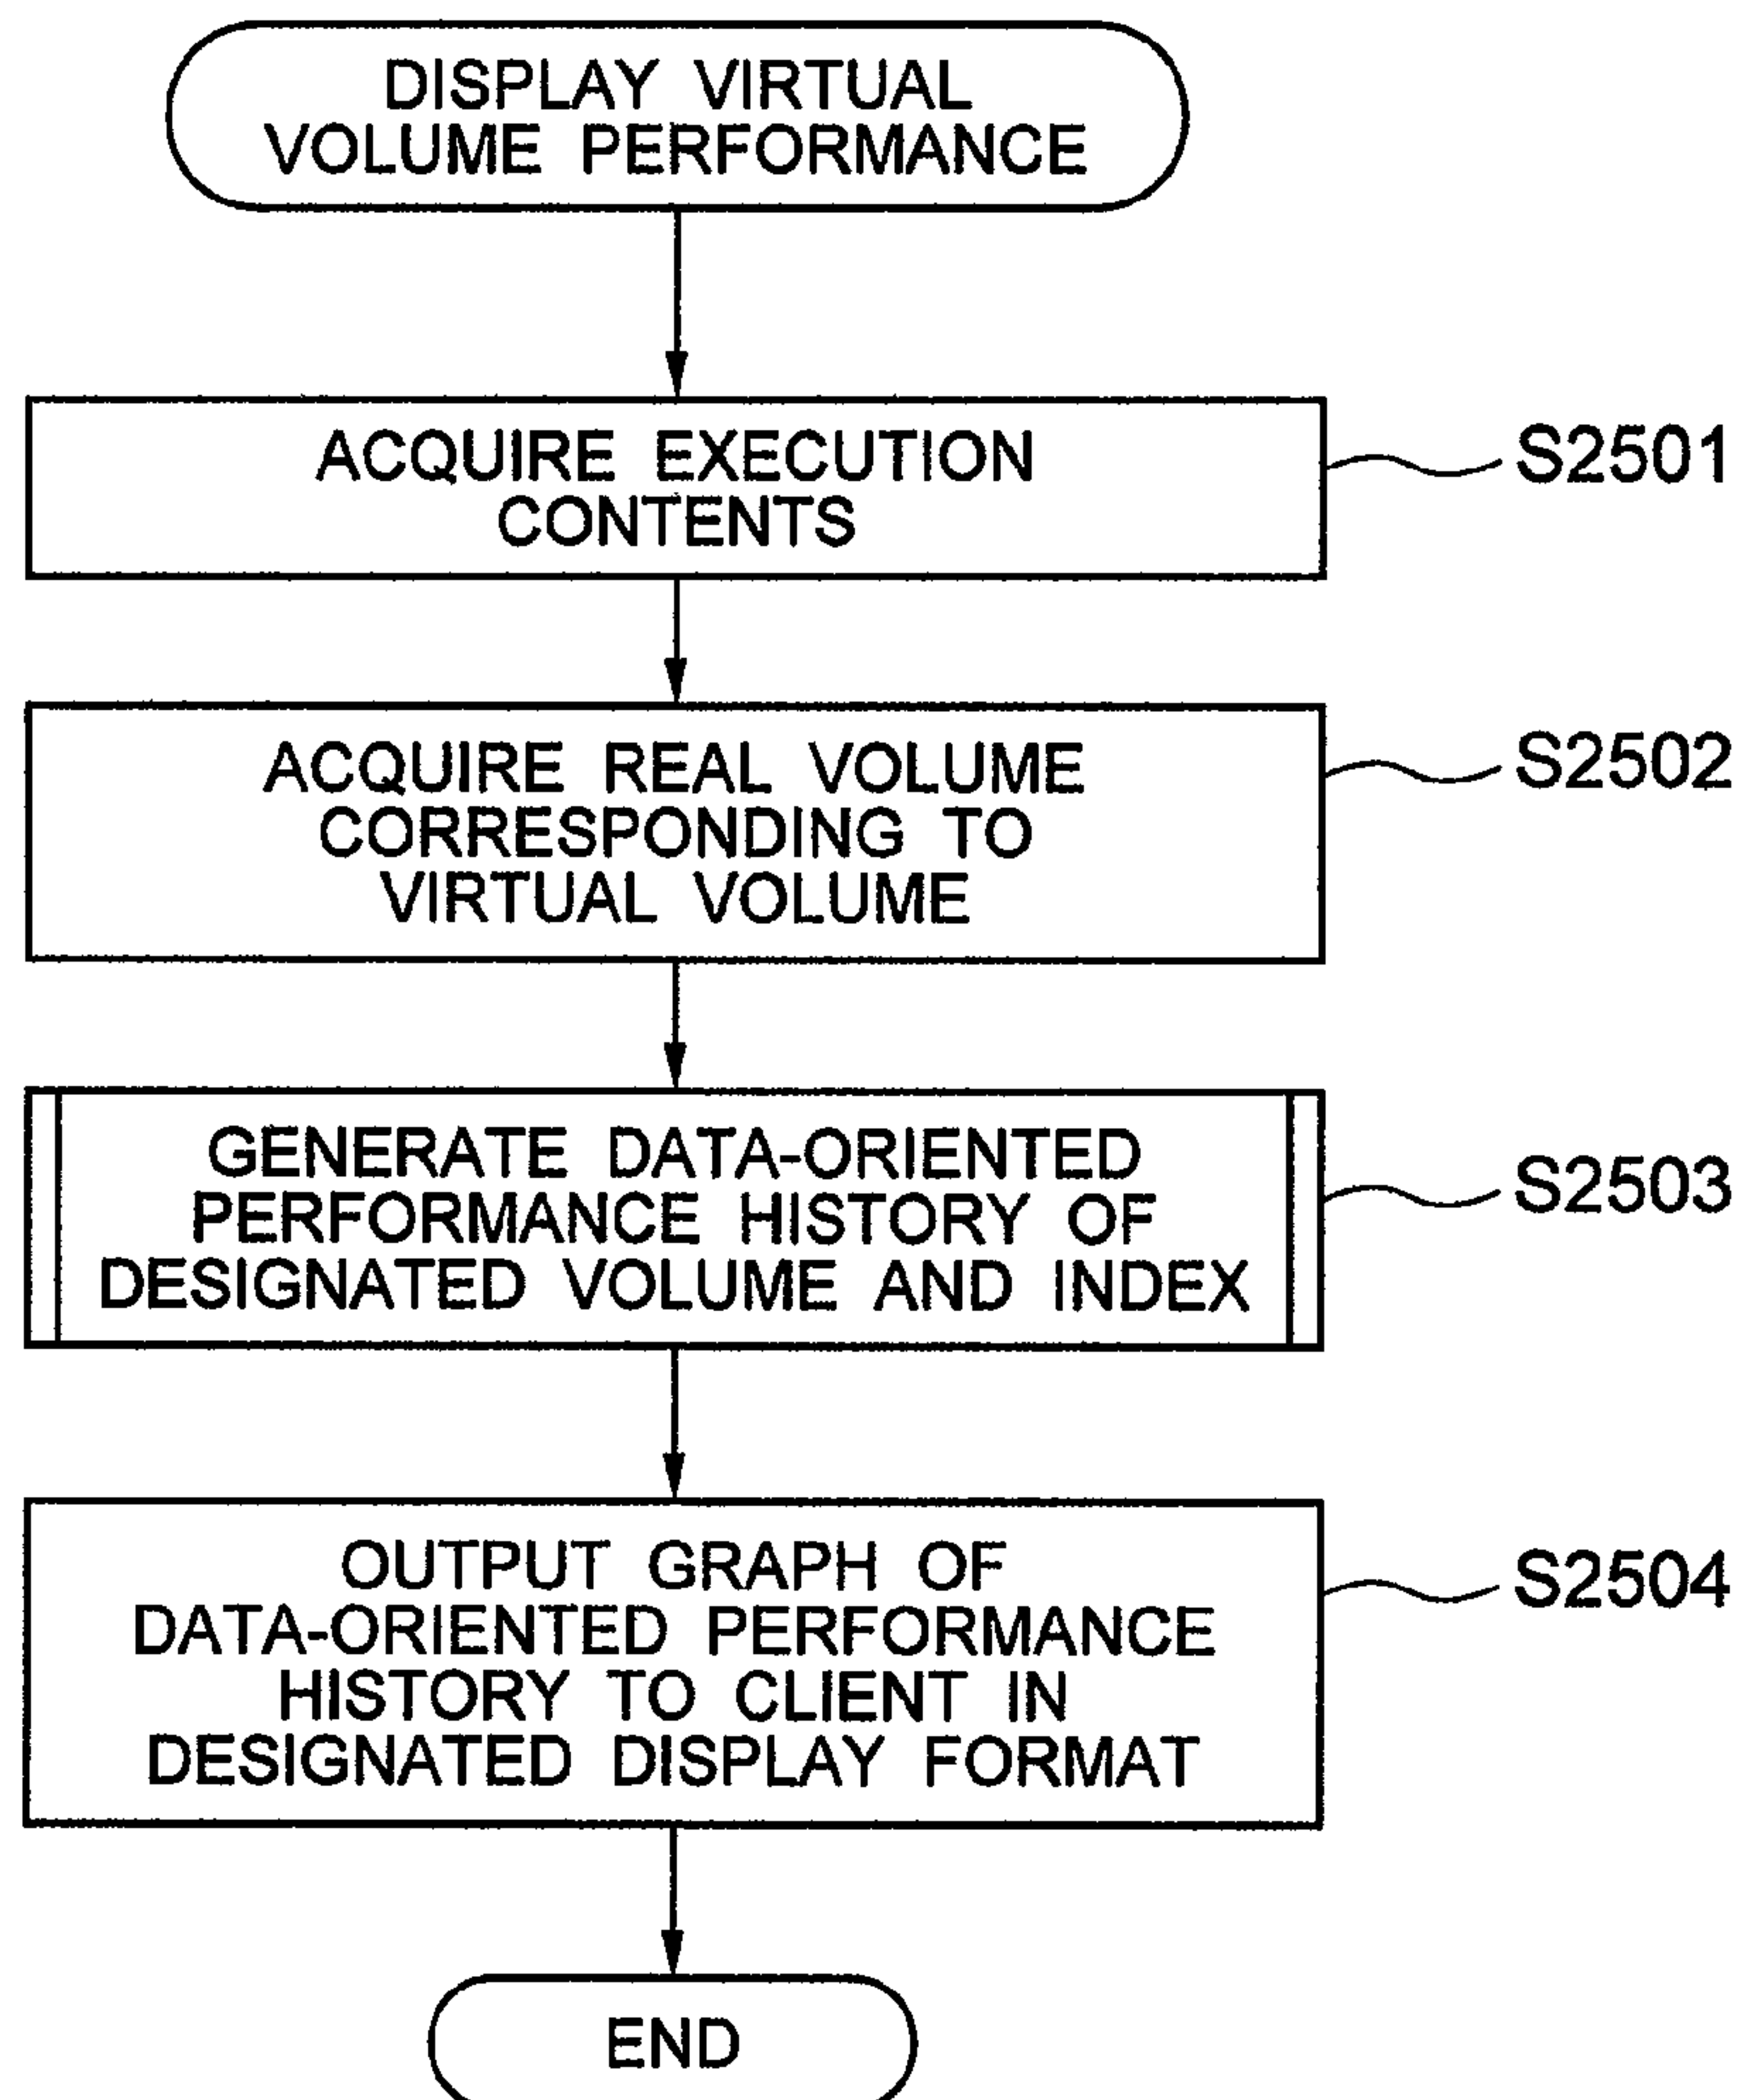 DISPLAY VIRTUAL
VOLUME PERFORMANCE
ACQUIRE EXECUTION
CONTENTS
S2501
ACQUIRE REAL VOLUME
CORRESPONDING TO
VIRTUAL VOLUME
S2502
GENERATE DATA-ORIENTED
PERFORMANCE HISTORY OF
DESIGNATED VOLUME AND INDEX
S2503
OUTPUT GRAPH OF
DATA-ORIENTED PERFORMANCE
HISTORY TO CLIENT IN
DESIGNATED DISPLAY FORMAT
S2504
END